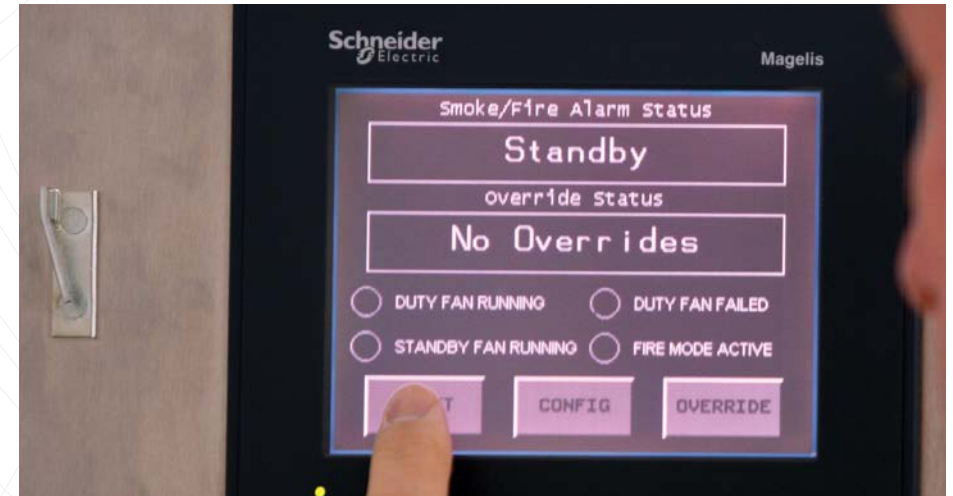 Schneider
Electric
Magelis
Smoke/Fire Alarm Status
Standby
Override Status
No Overrides
DUTY FAN RUNNING
DUTY FAN FAILED
STANDBY FAN RUNNING
FIRE MODE ACTIVE
CONFIG
OVERRIDE